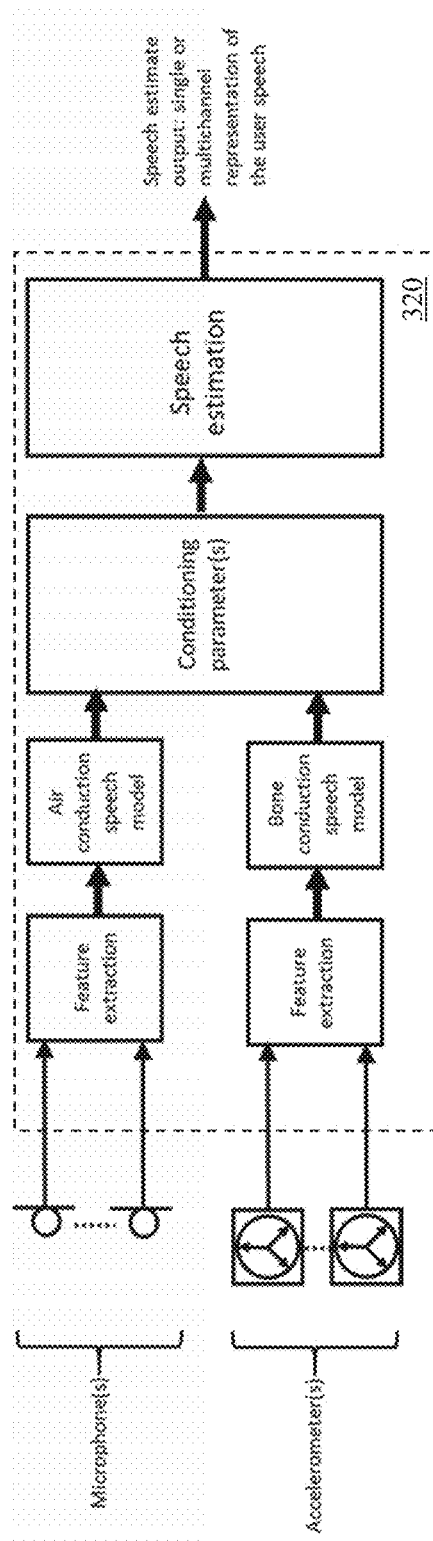 Microphone(s)
Accelerometer(s)
Feature
extraction
Feature
extraction
Air
conduction
speech
model
Bone
conduction
speech
model
Conditioning
parameter(s)
Speech
estimation
320
Speech estimate
output: single or
multichannel
representation of
the user speech